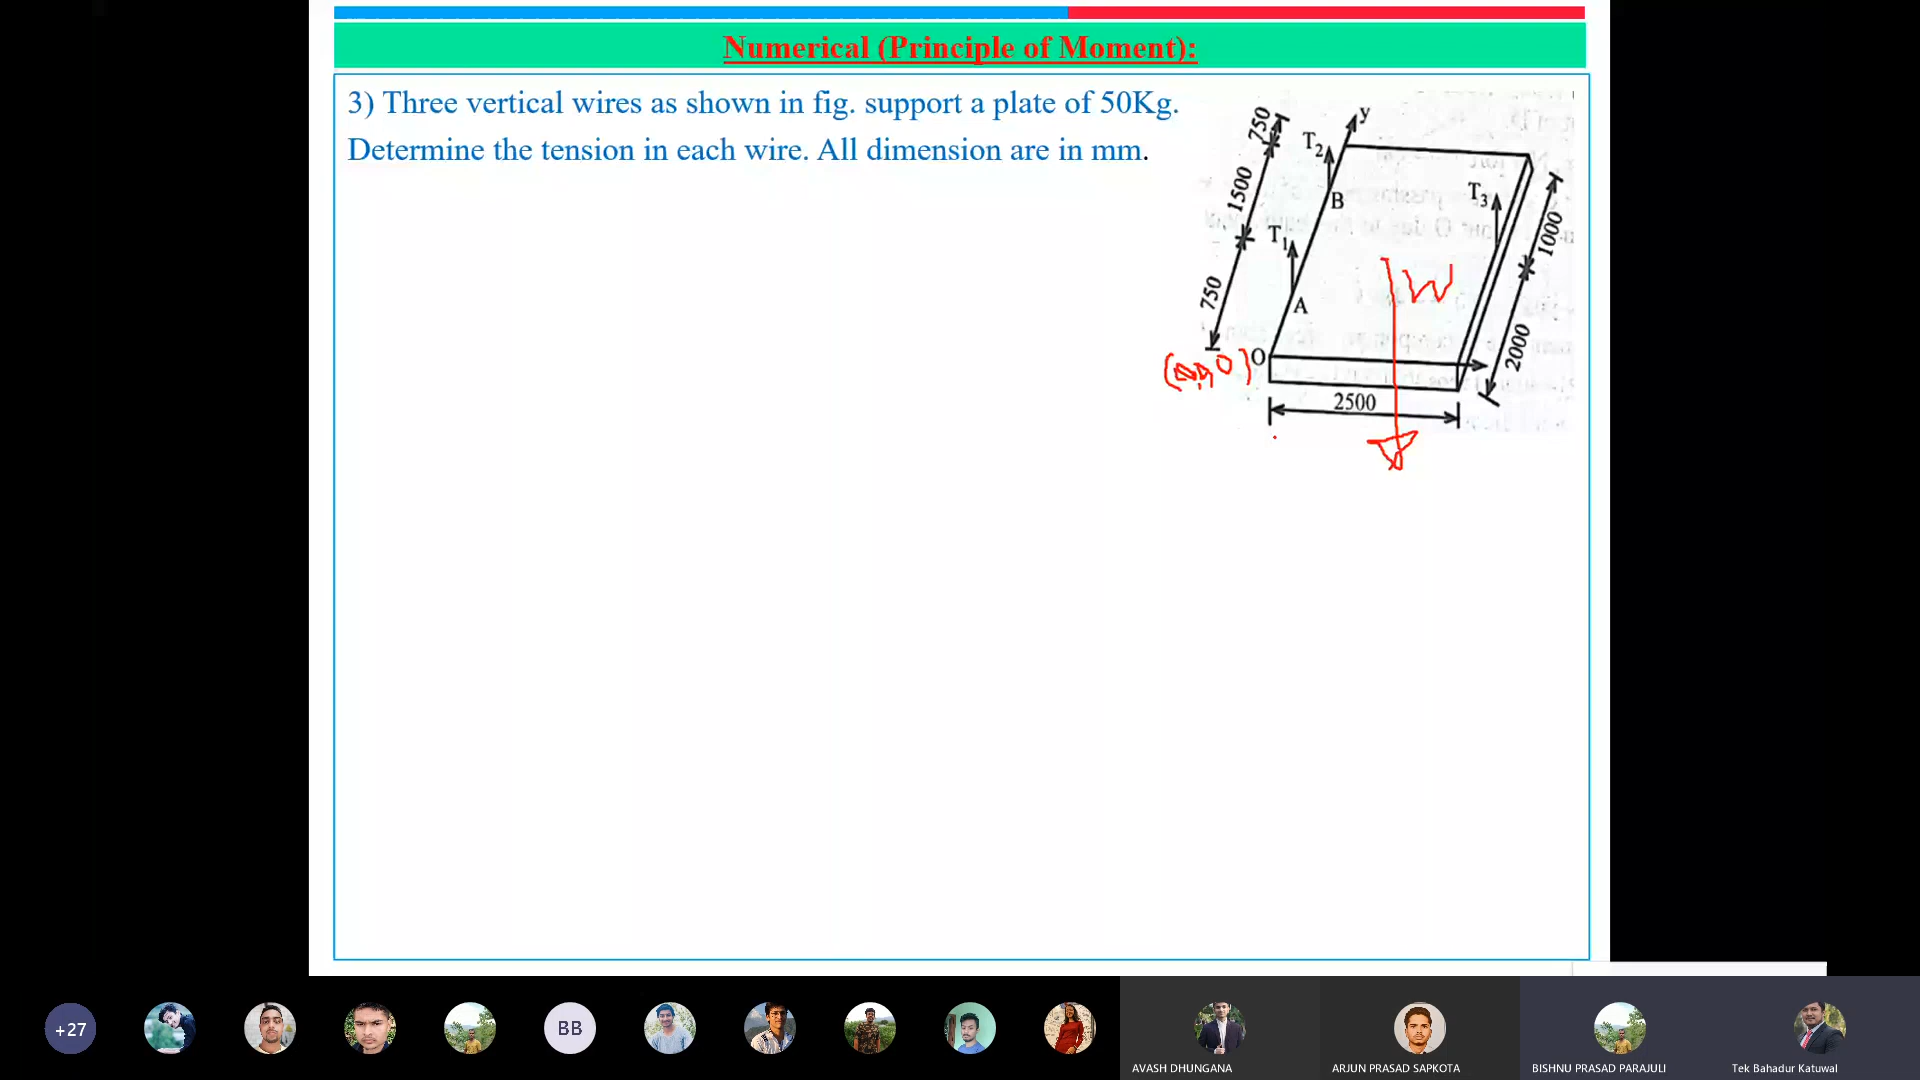 Numerical (Principle of Moment):
3) Three vertical wires as shown in fig. support a plate of 50Kg.
Determine the tension in each wire. All dimension are in mm.
750
y
T2
1500
B
T3
1000
T1
W
750
A
2000
O
2500
+27
BB
AVASH DHUNGANA
ARJUN PRASAD SAPKOTA
BISHNU PRASAD PARAJULI
Tek Bahadur Katuwal